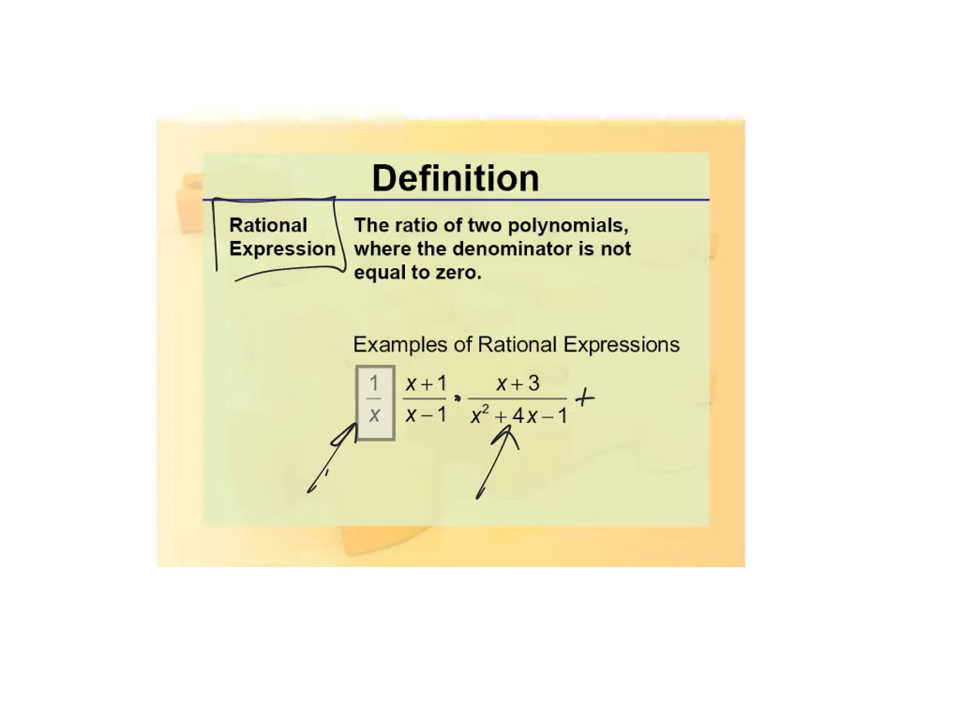 Definition
Rational
Expression
The ratio of two polynomials,
where the denominator is not
equal to zero.
Examples of Rational Expressions
1/x (x+1)/(x−1) • (x+3)/(x²+4x−1) +